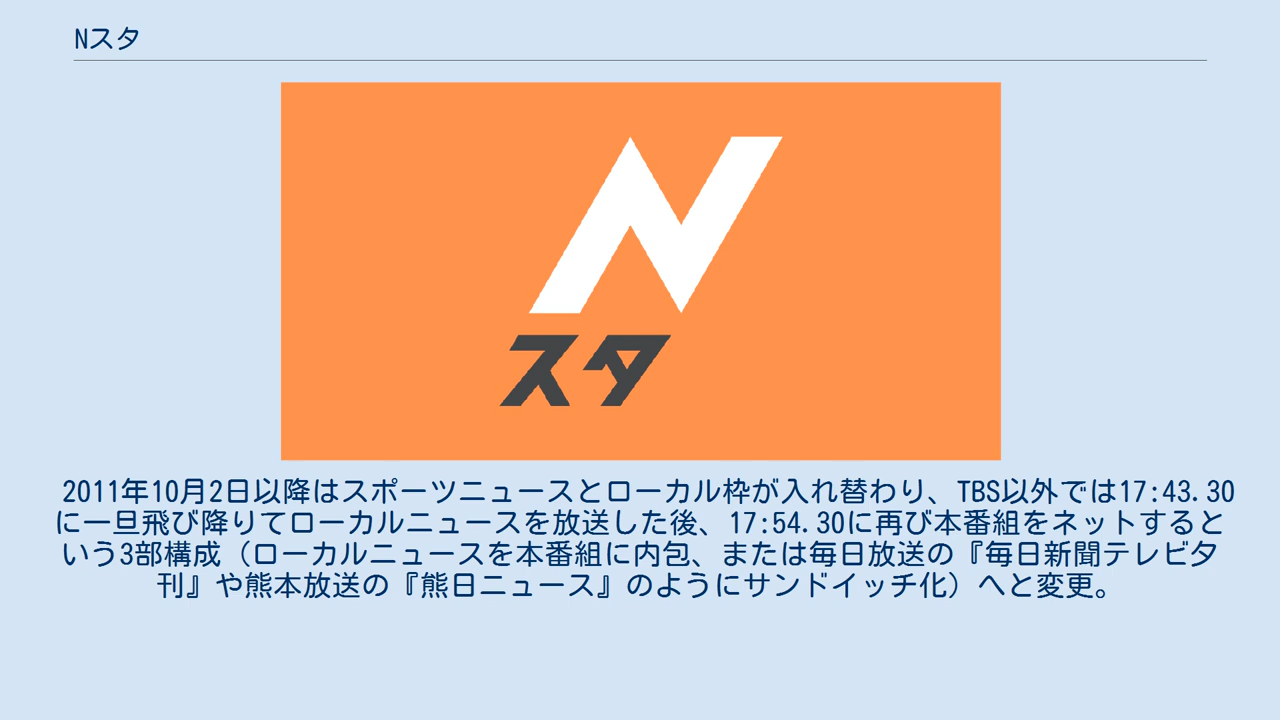 Nスタ
N
スタ
2011年10月2日以降はスポーツニュースとローカル枠が入れ替わり、TBS以外では17:43.30
に一旦飛び降りてローカルニュースを放送した後、17:54.30に再び本番組をネットすると
いう3部構成（ローカルニュースを本番組に内包、または毎日放送の『毎日新聞テレビ夕
刊』や熊本放送の『熊日ニュース』のようにサンドイッチ化）へと変更。